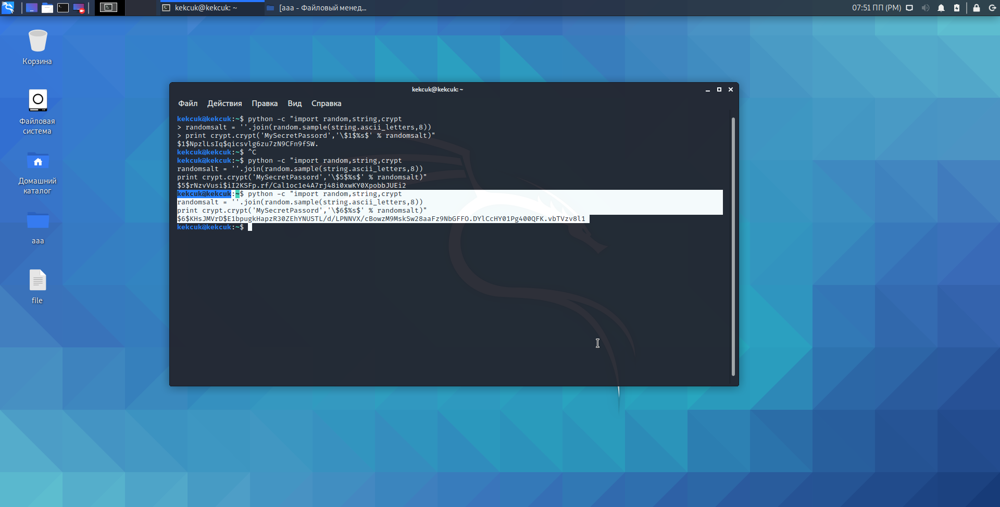 kekcuk@kekcuk: ~
[aaa - Файловый менед...
07:51 ПП (PM)
Корзина
Файловая
система
Домашний
каталог
aaa
file
kekcuk@kekcuk: ~
Файл Действия Правка Вид Справка
kekcuk@kekcuk:~$ python -c "import random,string,crypt
> randomsalt = ''.join(random.sample(string.ascii_letters,8))
> print crypt.crypt('MySecretPassord','\$1$%s$' % randomsalt)"
$1$NpzlLsIq$qicsvlg6zu7zN9CFn9fSW.
kekcuk@kekcuk:~$ ^C
kekcuk@kekcuk:~$ python -c "import random,string,crypt
randomsalt = ''.join(random.sample(string.ascii_letters,8))
print crypt.crypt('MySecretPassord','\$5$%s$' % randomsalt)"
$5$rNzvVusi$iI2KSFp.rf/Cal1oc1e4A7rj48i0xwKY0XpobbJUEi2
kekcuk@kekcuk:~$ python -c "import random,string,crypt
randomsalt = ''.join(random.sample(string.ascii_letters,8))
print crypt.crypt('MySecretPassord','\$6$%s$' % randomsalt)"
$6$KHsJMVrD$E1bpugkHapzR30ZEhYNUSTL/d/LPNNVX/cBowzM9MskSw28aaFz9NbGFFO.DYlCcHY01Pg400QFK.vbTVzv8l1
kekcuk@kekcuk:~$